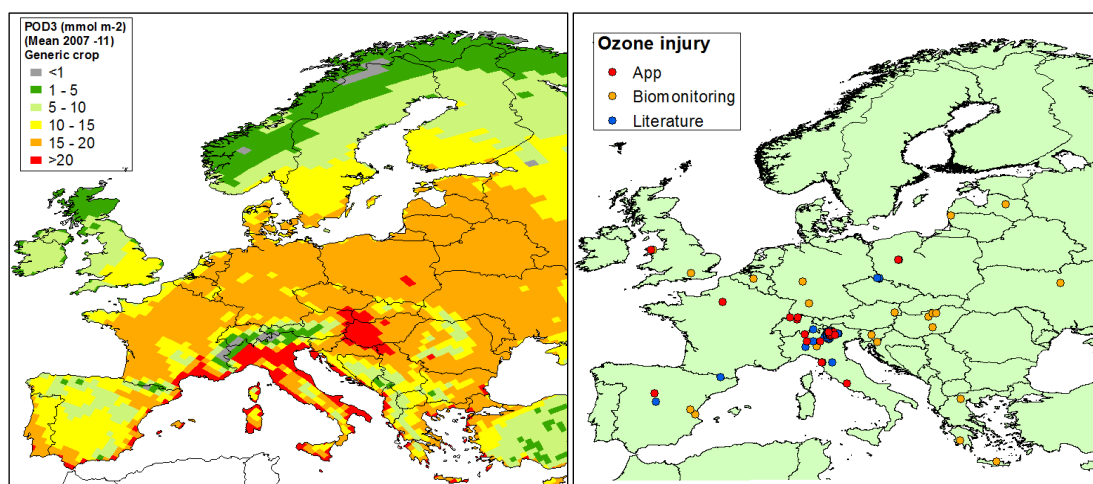 POD3 (mmol m-2)
(Mean 2007 -11)
Generic crop
<1
1 - 5
5 - 10
10 - 15
15 - 20
>20
Ozone injury
App
Biomonitoring
Literature